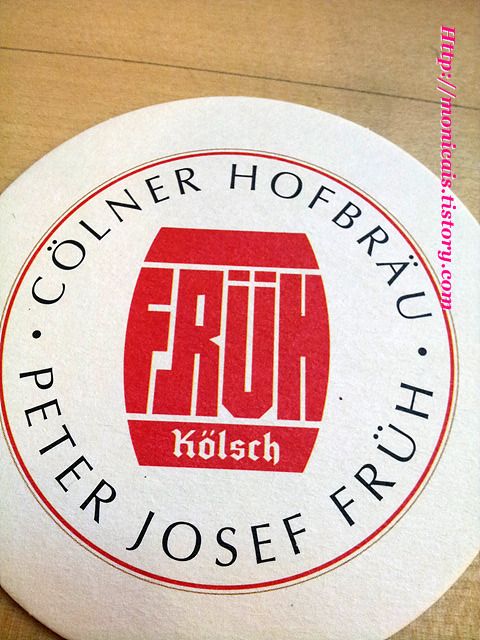 CÖLNER HOFBRÄU
FRÜH
Kölsch
• PETER JOSEF FRÜH •
Http://monicais.tistory.com